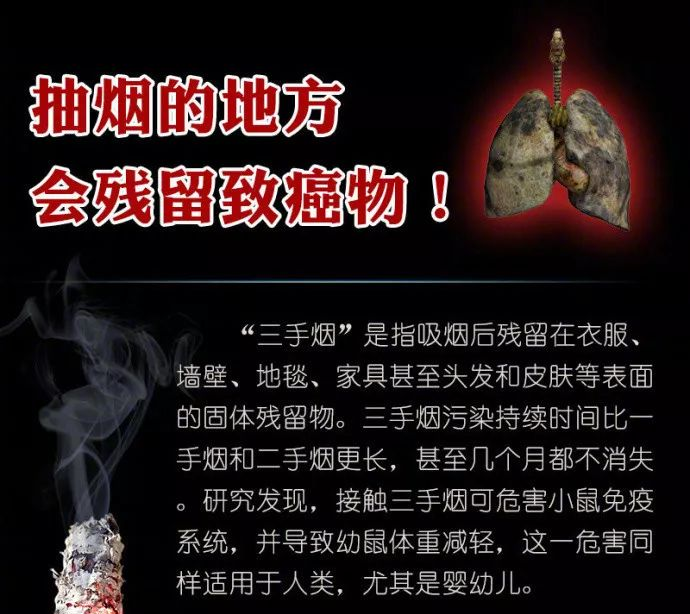 抽烟的地方
会残留致癌物！
“三手烟”是指吸烟后残留在衣服、
墙壁、地毯、家具甚至头发和皮肤等表面
的固体残留物。三手烟污染持续时间比一
手烟和二手烟更长，甚至几个月都不消失
。研究发现，接触三手烟可危害小鼠免疫
系统，并导致幼鼠体重减轻，这一危害同
样适用于人类，尤其是婴幼儿。